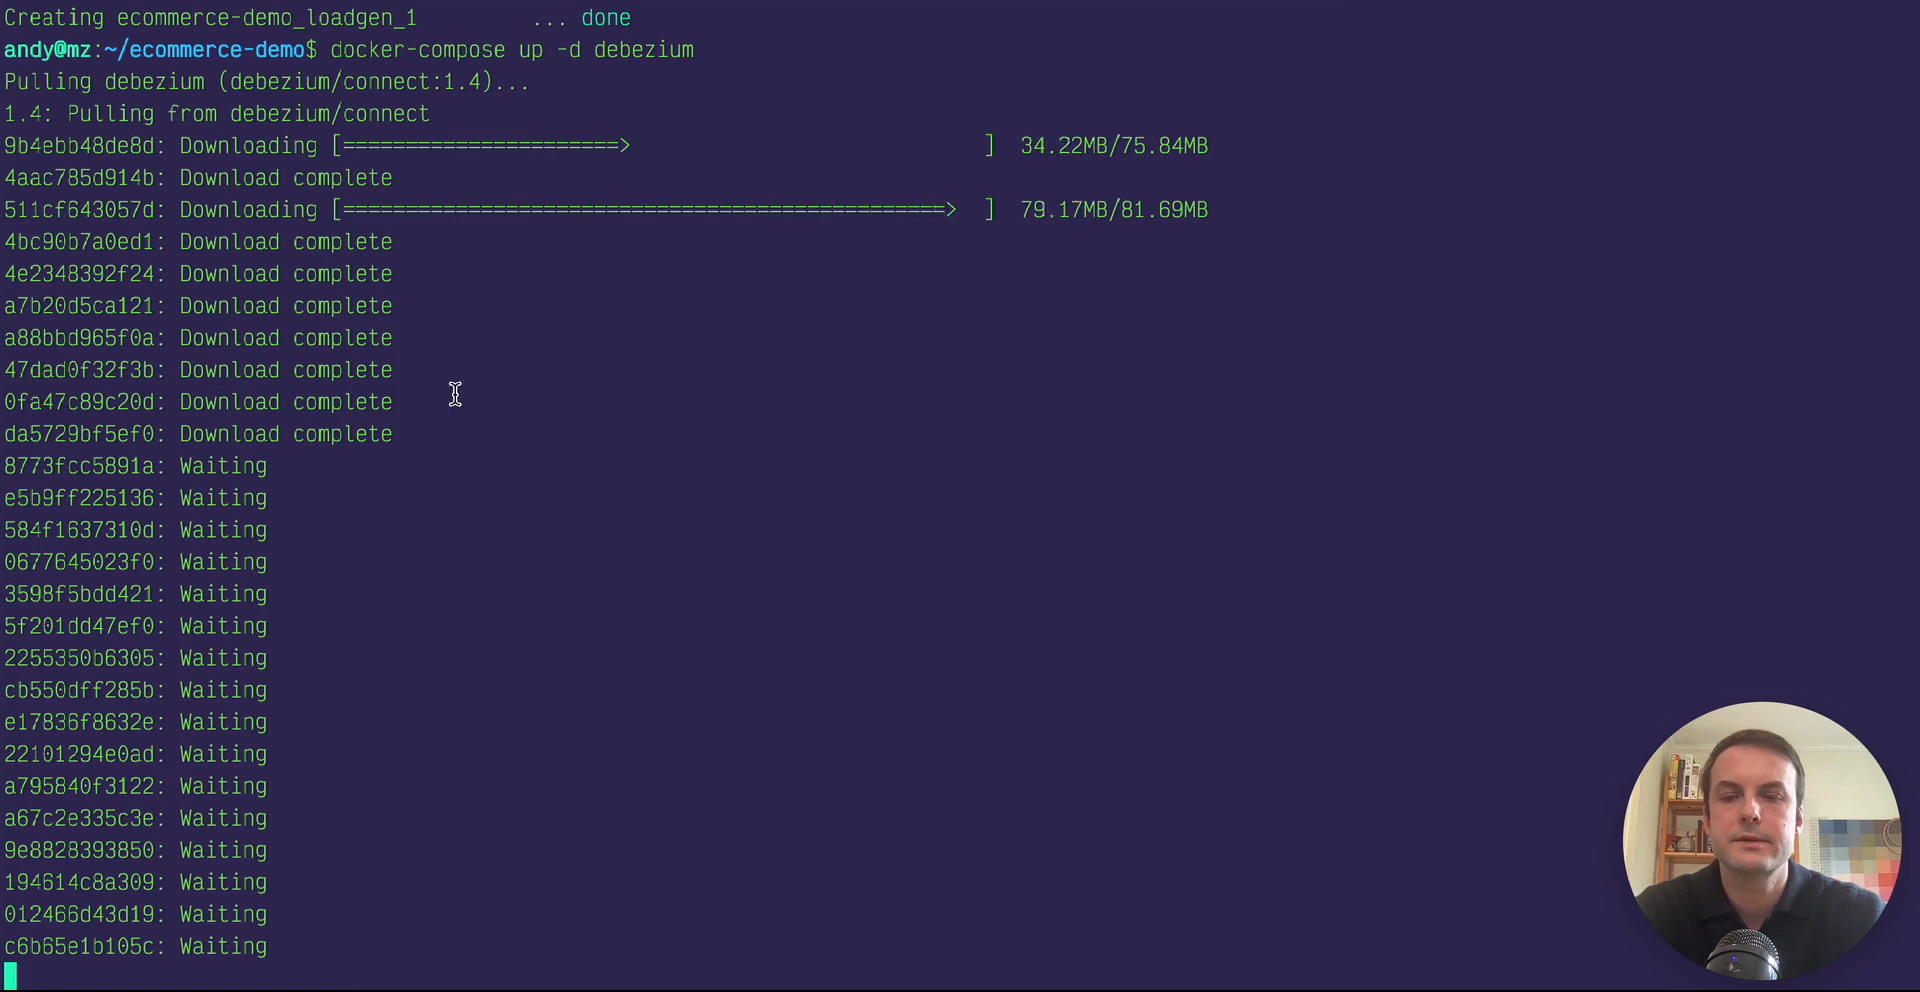 Creating ecommerce-demo_loadgen_1         ... done
andy@mz:~/ecommerce-demo$ docker-compose up -d debezium
Pulling debezium (debezium/connect:1.4)...
1.4: Pulling from debezium/connect
9b4ebb48de8d: Downloading [======================>                            ]  34.22MB/75.84MB
4aac785d914b: Download complete
511cf643057d: Downloading [================================================>  ]  79.17MB/81.69MB
4bc90b7a0ed1: Download complete
4e2348392f24: Download complete
a7b20d5ca121: Download complete
a88bbd965f0a: Download complete
47dad0f32f3b: Download complete
0fa47c89c20d: Download complete
da5729bf5ef0: Download complete
8773fcc5891a: Waiting
e5b9ff225136: Waiting
584f1637310d: Waiting
0677645023f0: Waiting
3598f5bdd421: Waiting
5f201dd47ef0: Waiting
2255350b6305: Waiting
cb550dff285b: Waiting
e17836f8632e: Waiting
22101294e0ad: Waiting
a795840f3122: Waiting
a67c2e335c3e: Waiting
9e8828393850: Waiting
194614c8a309: Waiting
012466d43d19: Waiting
c6b65e1b105c: Waiting